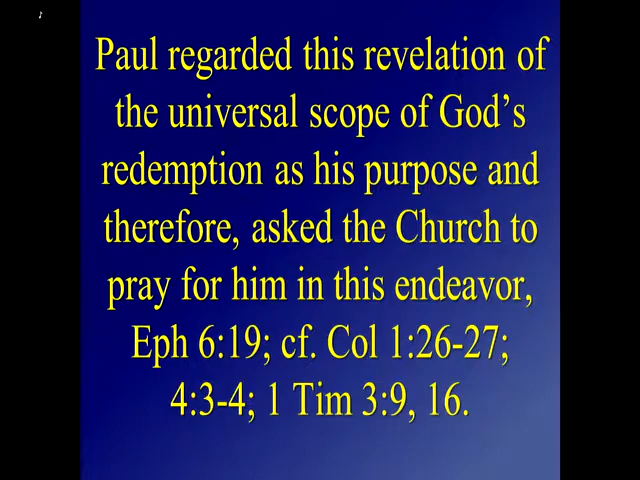 Paul regarded this revelation of
the universal scope of God’s
redemption as his purpose and
therefore, asked the Church to
pray for him in this endeavor,
Eph 6:19; cf. Col 1:26-27;
4:3-4; 1 Tim 3:9, 16.